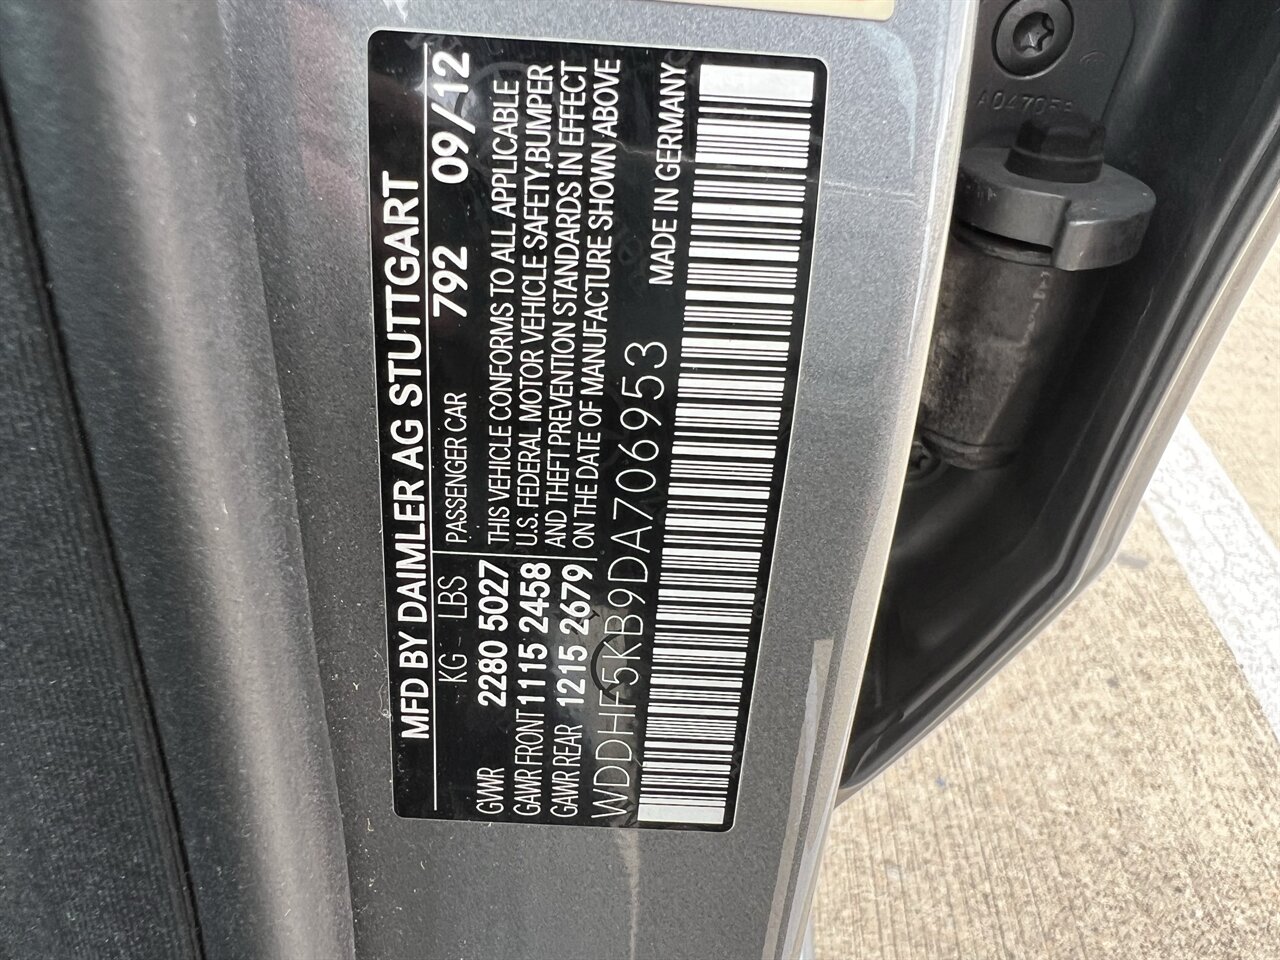 MFD BY DAIMLER AG STUTTGART
KG LBS PASSENGER CAR 792 09/12
GVWR 2280 5027 THIS VEHICLE CONFORMS TO ALL APPLICABLE
GAWR FRONT 1115 2458 U.S. FEDERAL MOTOR VEHICLE SAFETY,BUMPER
GAWR REAR 1215 2679 AND THEFT PREVENTION STANDARDS IN EFFECT
ON THE DATE OF MANUFACTURE SHOWN ABOVE
WDDHF5KB9DA706953 MADE IN GERMANY